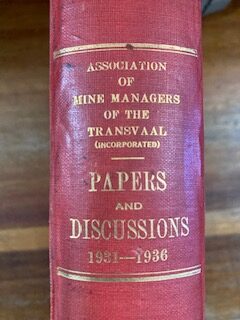 ASSOCIATION
OF
MINE MANAGERS
OF THE
TRANSVAAL
(INCORPORATED)
PAPERS
AND
DISCUSSIONS
1931—1936